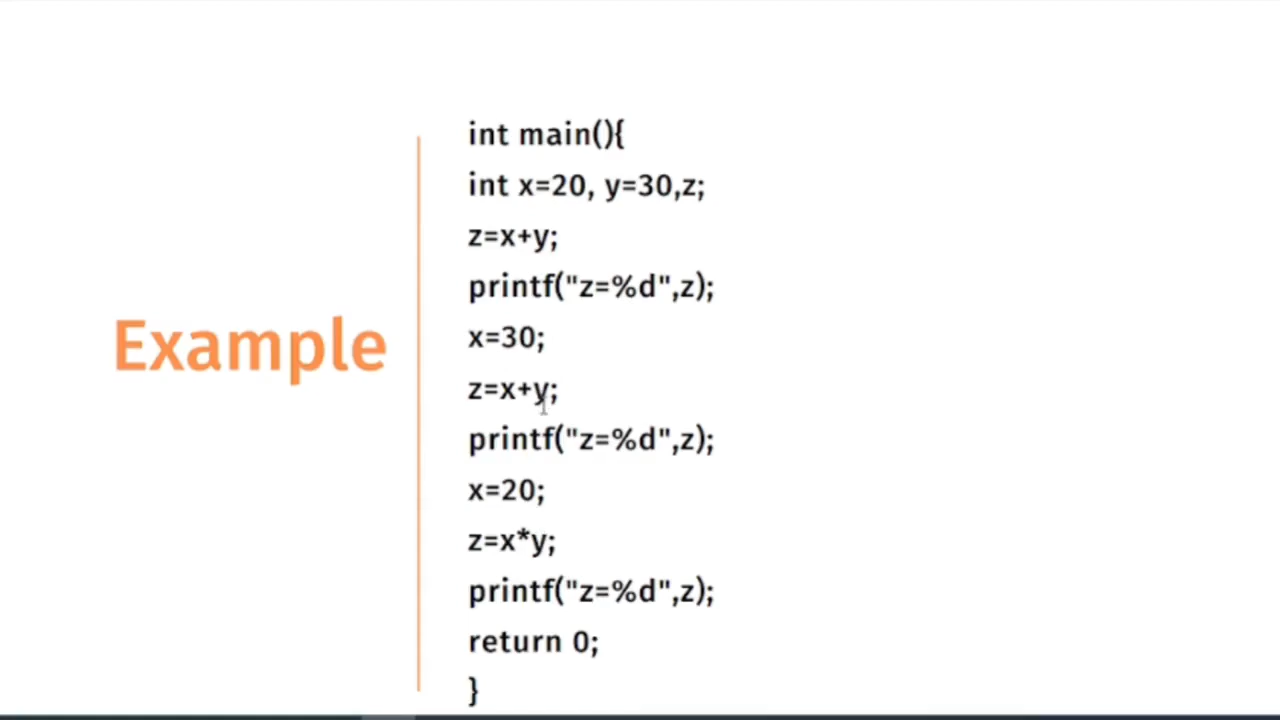 Example
int main(){
int x=20, y=30,z;
z=x+y;
printf("z=%d",z);
x=30;
z=x+y;
printf("z=%d",z);
x=20;
z=x*y;
printf("z=%d",z);
return 0;
}